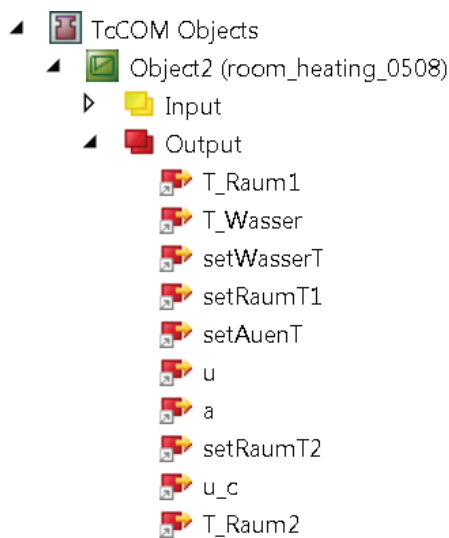 TcCOM Objects
Object2 (room_heating_0508)
Input
Output
T_Raum1
T_Wasser
setWasserT
setRaumT1
setAuenT
u
a
setRaumT2
u_c
T_Raum2